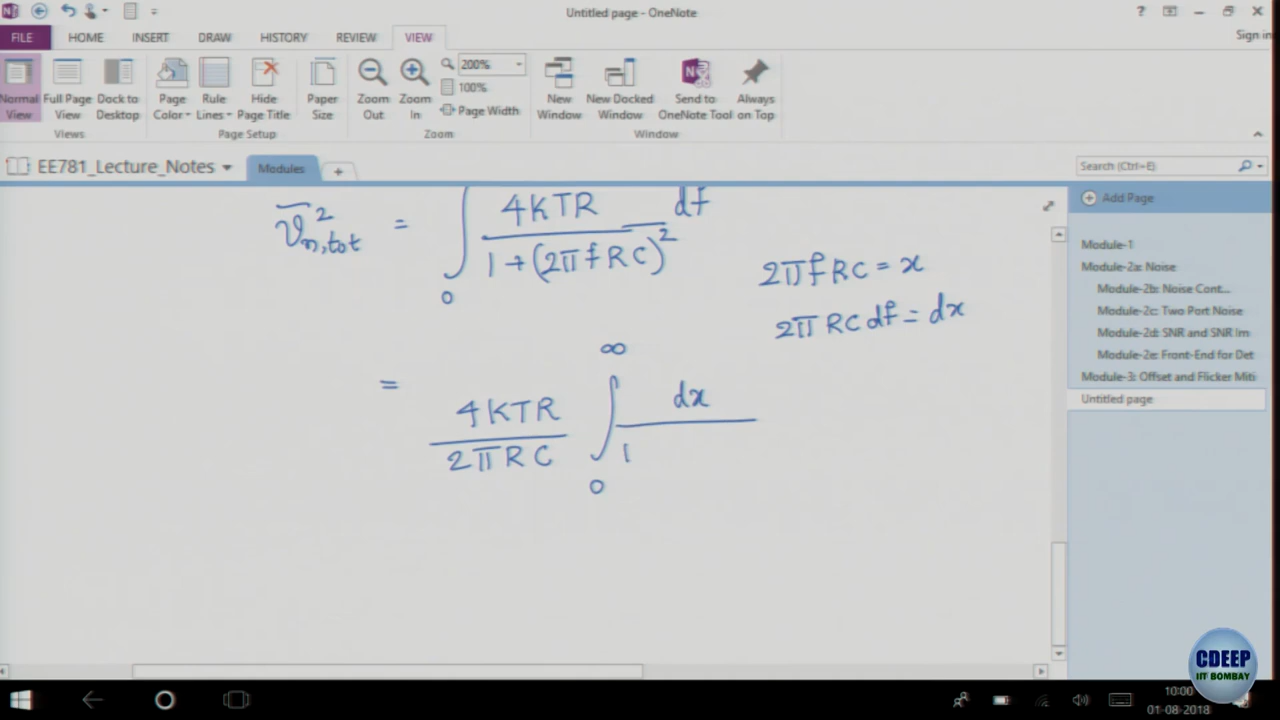 Untitled page - OneNote
Sign in
FILE HOME INSERT DRAW HISTORY REVIEW VIEW
Normal View
Full Page View
Dock to Desktop
Page Color
Rule Lines
Hide Page Title
Paper Size
Zoom Out
Zoom In
200%
100%
Page Width
New Window
New Docked Window
Send to OneNote Tool
Always on Top
Views
Page Setup
Zoom
Window
EE781_Lecture_Notes
Modules
Search (Ctrl+E)
Add Page
Module-1
Module-2a: Noise
Module-2b: Noise Cont...
Module-2c: Two Port Noise
Module-2d: SNR and SNR Im
Module-2e: Front-End for Det
Module-3: Offset and Flicker Miti
Untitled page
v̅²n,tot = ∫0 4KTR / 1+(2πfRC)² df
2πfRC = x
2πRC df = dx
= 4KTR / 2πRC ∫0^∞ dx / 1
CDEEP
IIT BOMBAY
10:00
01-08-2018